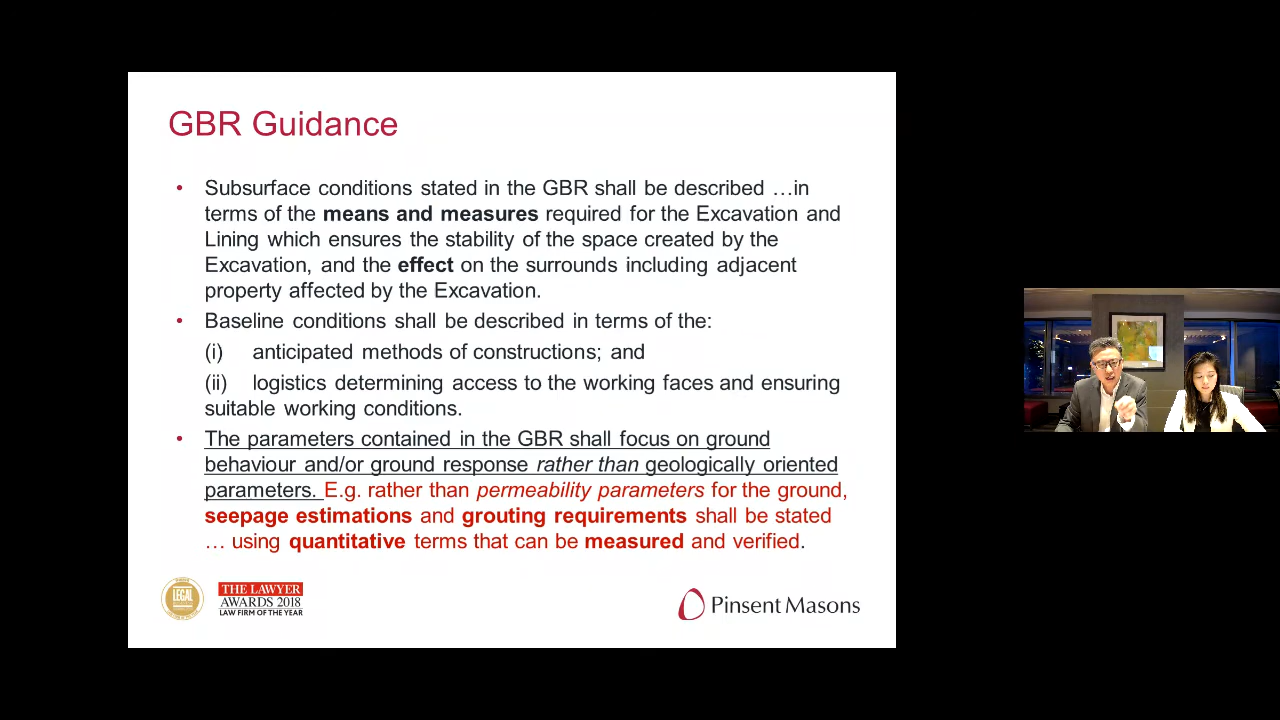 GBR Guidance
• Subsurface conditions stated in the GBR shall be described …in
terms of the means and measures required for the Excavation and
Lining which ensures the stability of the space created by the
Excavation, and the effect on the surrounds including adjacent
property affected by the Excavation.
• Baseline conditions shall be described in terms of the:
(i) anticipated methods of constructions; and
(ii) logistics determining access to the working faces and ensuring
suitable working conditions.
• The parameters contained in the GBR shall focus on ground
behaviour and/or ground response rather than geologically oriented
parameters. E.g. rather than permeability parameters for the ground,
seepage estimations and grouting requirements shall be stated
… using quantitative terms that can be measured and verified.
LEGAL
THE LAWYER
AWARDS 2018
LAW FIRM OF THE YEAR
Pinsent Masons